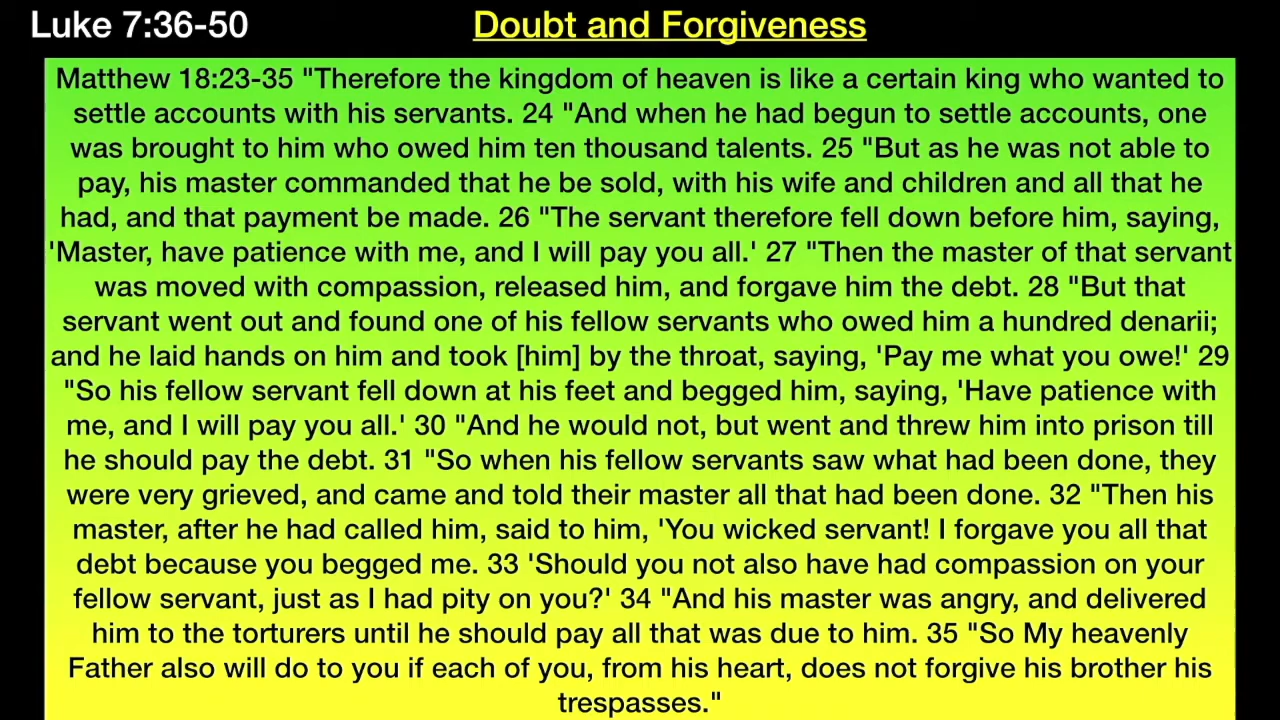 Luke 7:36-50
Doubt and Forgiveness
Matthew 18:23-35 "Therefore the kingdom of heaven is like a certain king who wanted to
settle accounts with his servants. 24 "And when he had begun to settle accounts, one
was brought to him who owed him ten thousand talents. 25 "But as he was not able to
pay, his master commanded that he be sold, with his wife and children and all that he
had, and that payment be made. 26 "The servant therefore fell down before him, saying,
'Master, have patience with me, and I will pay you all.' 27 "Then the master of that servant
was moved with compassion, released him, and forgave him the debt. 28 "But that
servant went out and found one of his fellow servants who owed him a hundred denarii;
and he laid hands on him and took [him] by the throat, saying, 'Pay me what you owe!' 29
"So his fellow servant fell down at his feet and begged him, saying, 'Have patience with
me, and I will pay you all.' 30 "And he would not, but went and threw him into prison till
he should pay the debt. 31 "So when his fellow servants saw what had been done, they
were very grieved, and came and told their master all that had been done. 32 "Then his
master, after he had called him, said to him, 'You wicked servant! I forgave you all that
debt because you begged me. 33 'Should you not also have had compassion on your
fellow servant, just as I had pity on you?' 34 "And his master was angry, and delivered
him to the torturers until he should pay all that was due to him. 35 "So My heavenly
Father also will do to you if each of you, from his heart, does not forgive his brother his
trespasses."